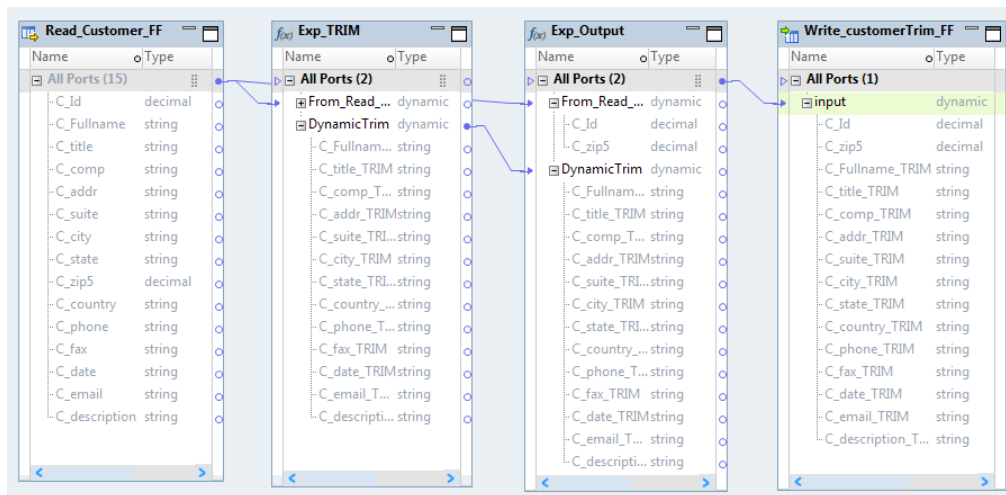 Read_Customer_FF
Name Type
All Ports (15)
C_Id decimal
C_Fullname string
C_title string
C_comp string
C_addr string
C_suite string
C_city string
C_state string
C_zip5 decimal
C_country string
C_phone string
C_fax string
C_date string
C_email string
C_description string
f(x) Exp_TRIM
Name Type
All Ports (2)
From_Read_... dynamic
DynamicTrim dynamic
C_Fullnam... string
C_title_TRIM string
C_comp_T... string
C_addr_TRIM string
C_suite_TRI... string
C_city_TRIM string
C_state_TRI... string
C_country_... string
C_phone_T... string
C_fax_TRIM string
C_date_TRIM string
C_email_T... string
C_descripti... string
f(x) Exp_Output
Name Type
All Ports (2)
From_Read_... dynamic
C_Id decimal
C_zip5 decimal
DynamicTrim dynamic
C_Fullnam... string
C_title_TRIM string
C_comp_T... string
C_addr_TRIM string
C_suite_TRI... string
C_city_TRIM string
C_state_TRI... string
C_country_... string
C_phone_T... string
C_fax_TRIM string
C_date_TRIM string
C_email_T... string
C_descripti... string
Write_customerTrim_FF
Name Type
All Ports (1)
input dynamic
C_Id decimal
C_zip5 decimal
C_Fullname_TRIM string
C_title_TRIM string
C_comp_TRIM string
C_addr_TRIM string
C_suite_TRIM string
C_city_TRIM string
C_state_TRIM string
C_country_TRIM string
C_phone_TRIM string
C_fax_TRIM string
C_date_TRIM string
C_email_TRIM string
C_description_T... string